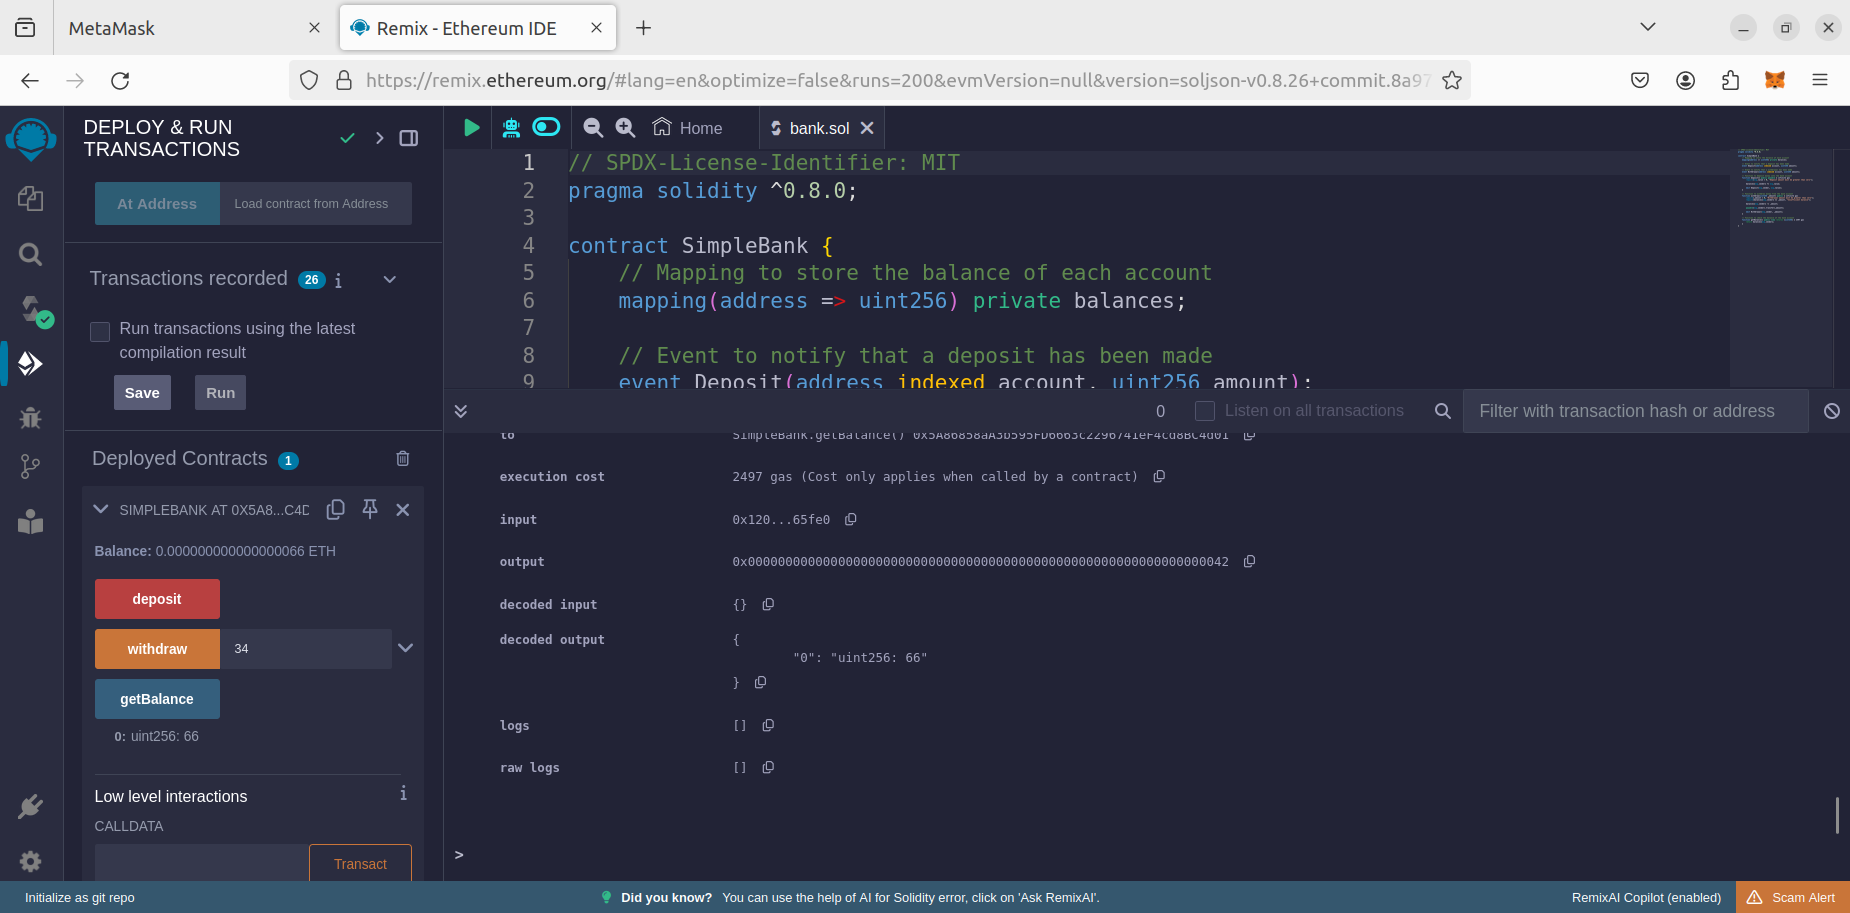 MetaMask
Remix - Ethereum IDE
https://remix.ethereum.org/#lang=en&optimize=false&runs=200&evmVersion=null&version=soljson-v0.8.26+commit.8a97
DEPLOY & RUN
TRANSACTIONS
At Address
Load contract from Address
Transactions recorded 26 i
Run transactions using the latest
compilation result
Save
Run
Deployed Contracts 1
SIMPLEBANK AT 0X5A8...C4D
Balance: 0.000000000000000066 ETH
deposit
withdraw
34
getBalance
0: uint256: 66
Low level interactions
i
CALLDATA
Transact
Home
bank.sol
1 // SPDX-License-Identifier: MIT
2 pragma solidity ^0.8.0;
3
4 contract SimpleBank {
5 // Mapping to store the balance of each account
6 mapping(address => uint256) private balances;
7
8 // Event to notify that a deposit has been made
9 event Deposit(address indexed account, uint256 amount);
0
Listen on all transactions
Filter with transaction hash or address
to SimpleBank.getBalance() 0x5A86858aA3b595FD6663c2296741eF4cd8BC4d01
execution cost 2497 gas (Cost only applies when called by a contract)
input 0x120...65fe0
output 0x0000000000000000000000000000000000000000000000000000000000000042
decoded input {}
decoded output {
"0": "uint256: 66"
}
logs []
raw logs []
>
Initialize as git repo
Did you know? You can use the help of AI for Solidity error, click on 'Ask RemixAI'.
RemixAI Copilot (enabled)
Scam Alert